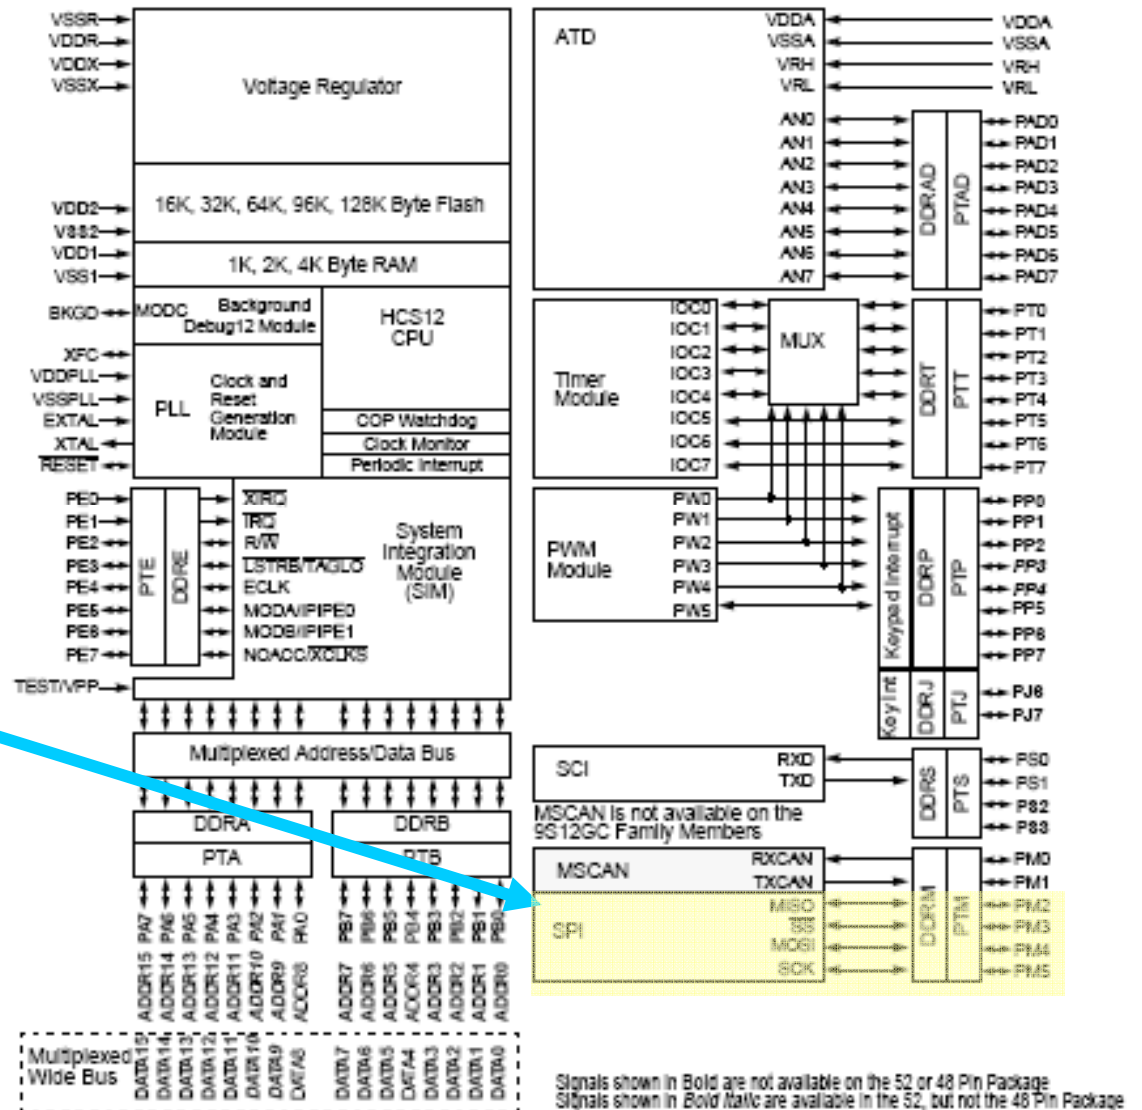 VSSR
VDDR
VDDX
VSSX
Voltage Regulator
VDD2
VSS2
16K, 32K, 64K, 96K, 128K Byte Flash
VDD1
VSS1
1K, 2K, 4K Byte RAM
BKGD
MODC
Background
Debug12 Module
HCS12
CPU
XFC
VDDPLL
VSSPLL
EXTAL
XTAL
RESET
PLL
Clock and
Reset
Generation
Module
COP Watchdog
Clock Monitor
Periodic Interrupt
PE0
PE1
PE2
PE3
PE4
PE5
PE6
PE7
PTE
DDRE
XIRQ
IRQ
R/W
LSTRB/TAGLO
ECLK
MODA/IPIPE0
MODB/IPIPE1
NOACC/XCLKS
System
Integration
Module
(SIM)
TEST/VPP
Multiplexed Address/Data Bus
DDRA
PTA
DDRB
PTB
PA7
PA6
PA5
PA4
PA3
PA2
PA1
PA0
PB7
PB6
PB5
PB4
PB3
PB2
PB1
PB0
ADDR15
ADDR14
ADDR13
ADDR12
ADDR11
ADDR10
ADDR9
ADDR8
ADDR7
ADDR6
ADDR5
ADDR4
ADDR3
ADDR2
ADDR1
ADDR0
Multiplexed
Wide Bus
DATA15
DATA14
DATA13
DATA12
DATA11
DATA10
DATA9
DATA8
DATA7
DATA6
DATA5
DATA4
DATA3
DATA2
DATA1
DATA0
ATD
VDDA
VSSA
VRH
VRL
VDDA
VSSA
VRH
VRL
AN0
AN1
AN2
AN3
AN4
AN5
AN6
AN7
DDRAD
PTAD
PAD0
PAD1
PAD2
PAD3
PAD4
PAD5
PAD6
PAD7
Timer
Module
IOC0
IOC1
IOC2
IOC3
IOC4
IOC5
IOC6
IOC7
MUX
DDRT
PTT
PT0
PT1
PT2
PT3
PT4
PT5
PT6
PT7
PWM
Module
PW0
PW1
PW2
PW3
PW4
PW5
Keypad Interrupt
DDRP
PTP
PP0
PP1
PP2
PP3
PP4
PP5
PP6
PP7
Key Int
DDRJ
PTJ
PJ6
PJ7
SCI
RXD
TXD
DDRS
PTS
PS0
PS1
PS2
PS3
MSCAN is not available on the
9S12GC Family Members
MSCAN
RXCAN
TXCAN
SPI
MISO
SS
MOSI
SCK
DDRM
PTM
PM0
PM1
PM2
PM3
PM4
PM5
Signals shown in Bold are not available on the 52 or 48 Pin Package
Signals shown in Bold Italic are available in the 52, but not the 48 Pin Package